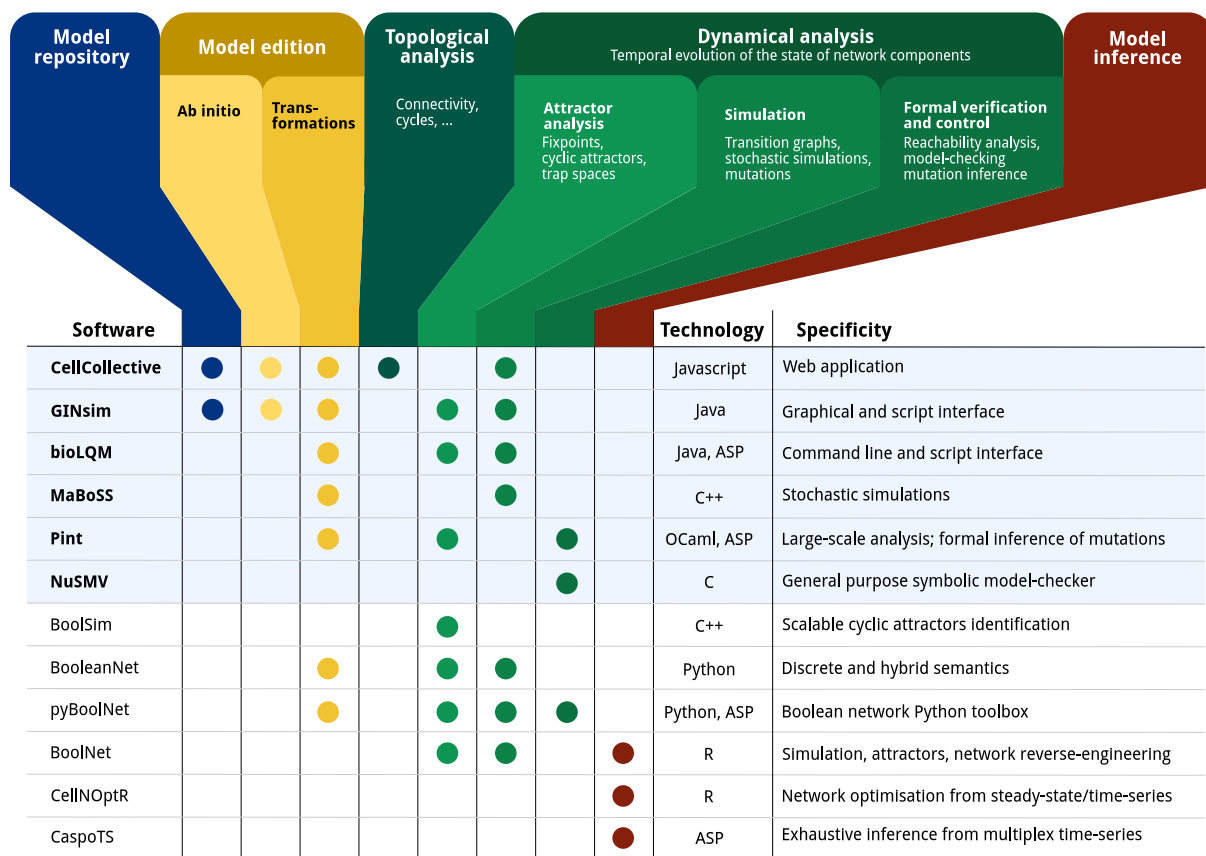 Model
repository
Model edition
Topological
analysis
Dynamical analysis
Temporal evolution of the state of network components
Model
inference
Ab initio
Trans-
formations
Connectivity,
cycles, ...
Attractor
analysis
Fixpoints,
cyclic attractors,
trap spaces
Simulation
Transition graphs,
stochastic simulations,
mutations
Formal verification
and control
Reachability analysis,
model-checking
mutation inference
Software Technology Specificity
CellCollective Javascript Web application
GINsim Java Graphical and script interface
bioLQM Java, ASP Command line and script interface
MaBoSS C++ Stochastic simulations
Pint OCaml, ASP Large-scale analysis; formal inference of mutations
NuSMV C General purpose symbolic model-checker
BoolSim C++ Scalable cyclic attractors identification
BooleanNet Python Discrete and hybrid semantics
pyBoolNet Python, ASP Boolean network Python toolbox
BoolNet R Simulation, attractors, network reverse-engineering
CellNOptR R Network optimisation from steady-state/time-series
CaspoTS ASP Exhaustive inference from multiplex time-series